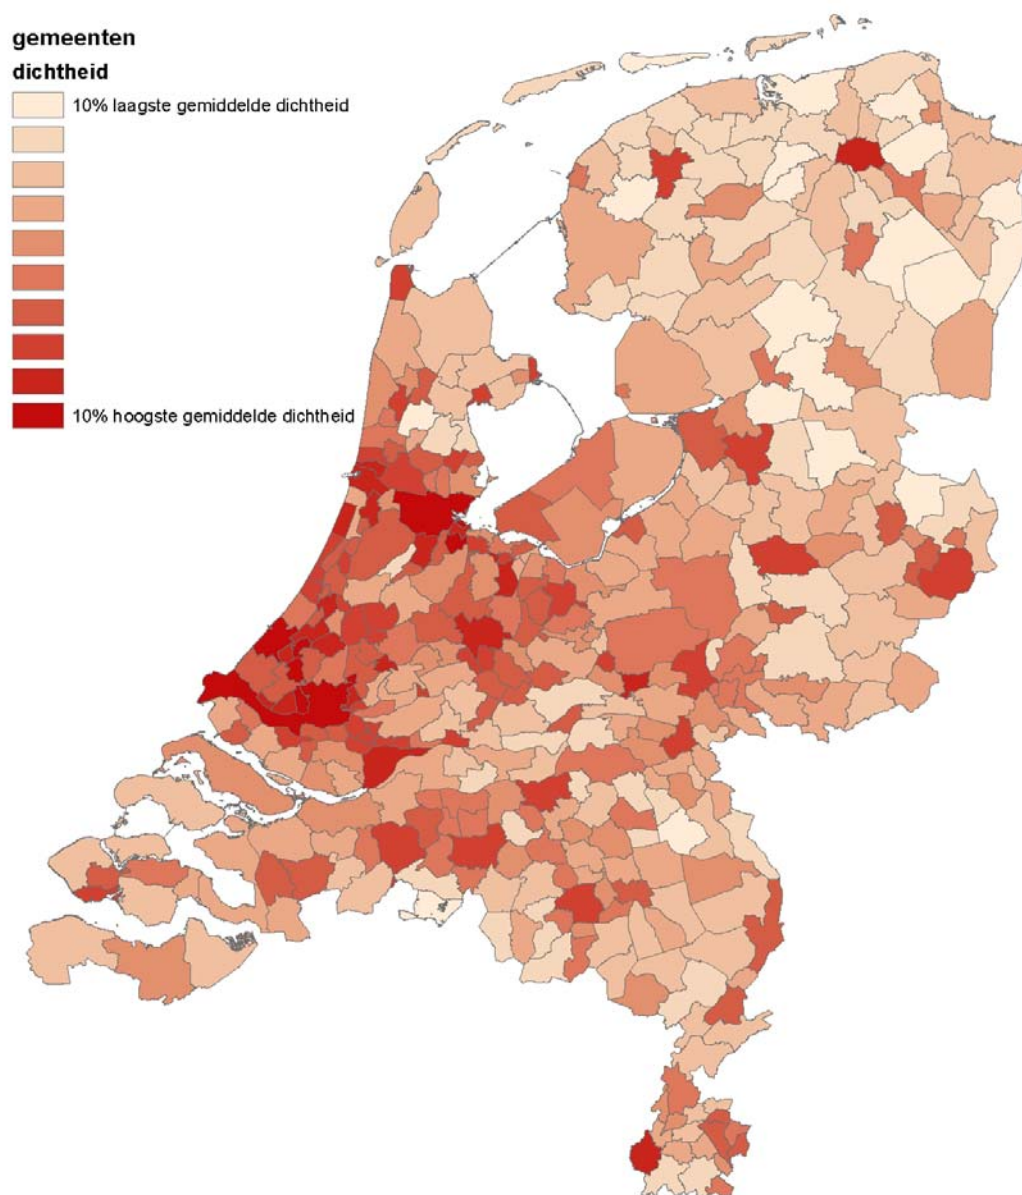 gemeenten
dichtheid
10% laagste gemiddelde dichtheid
10% hoogste gemiddelde dichtheid